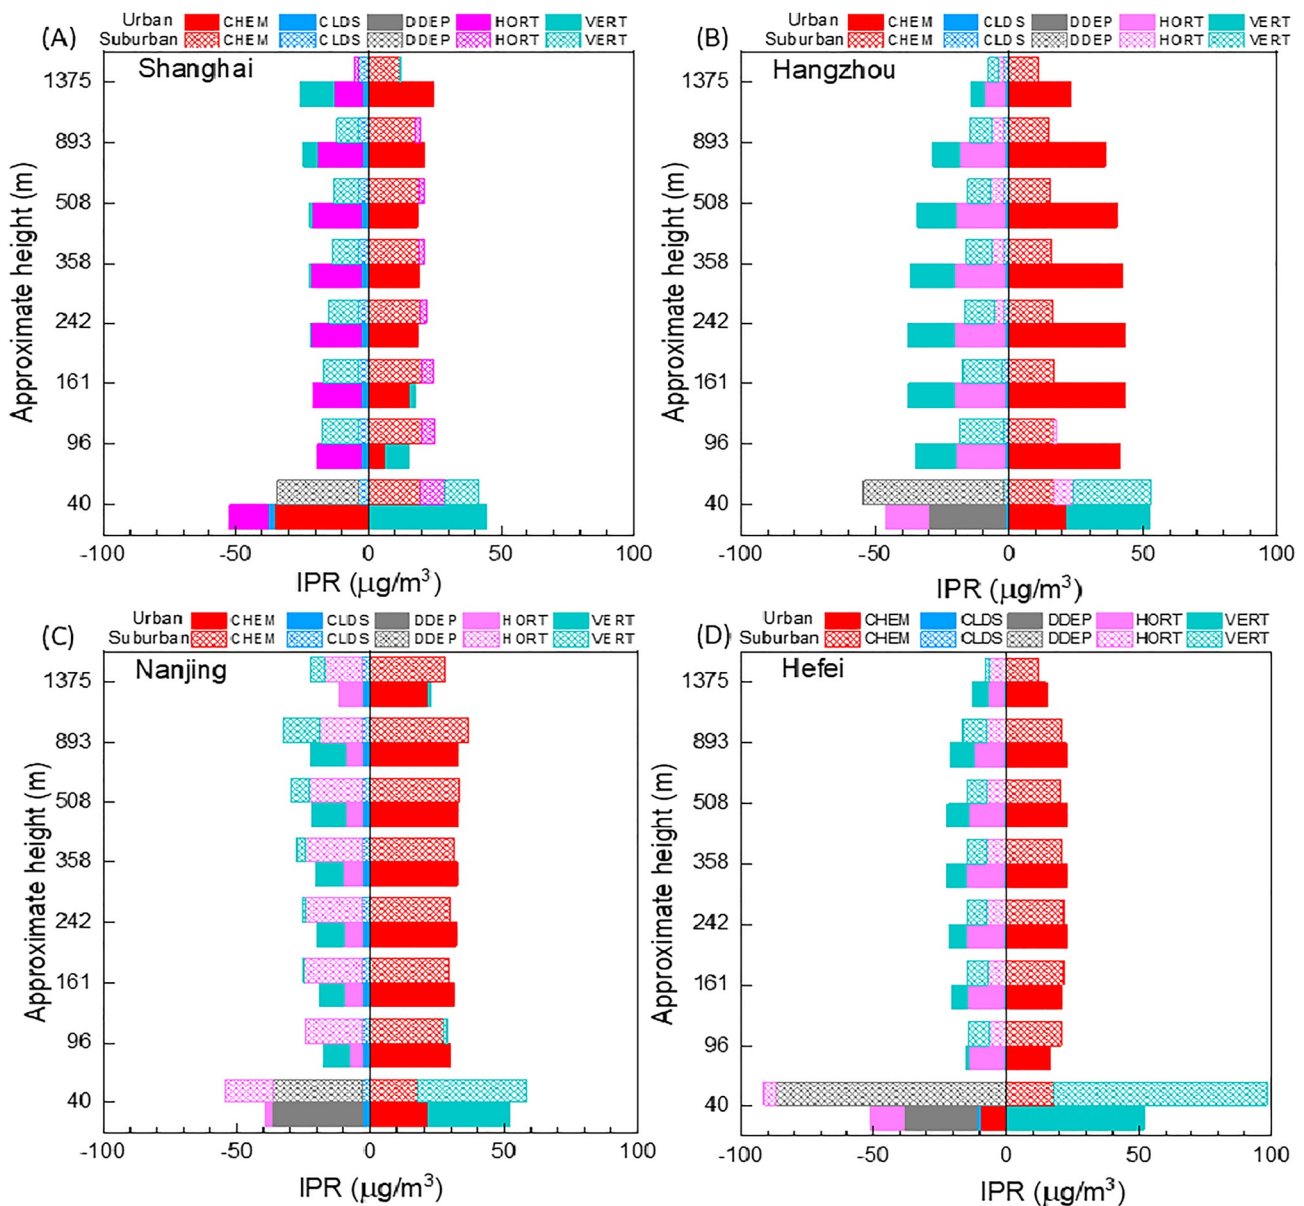 (A) Urban CHEM CLDS DDEP HORT VERT
Suburban CHEM CLDS DDEP HORT VERT
Shanghai
Approximate height (m)
1375
893
508
358
242
161
96
40
-100 -50 0 50 100
IPR (μg/m³)
(B) Urban CHEM CLDS DDEP HORT VERT
Suburban CHEM CLDS DDEP HORT VERT
Hangzhou
Approximate height (m)
1375
893
508
358
242
161
96
40
-100 -50 0 50 100
IPR (μg/m³)
(C) Urban CHEM CLDS DDEP HORT VERT
Suburban CHEM CLDS DDEP HORT VERT
Nanjing
Approximate height (m)
1375
893
508
358
242
161
96
40
-100 -50 0 50 100
IPR (μg/m³)
(D) Urban CHEM CLDS DDEP HORT VERT
Suburban CHEM CLDS DDEP HORT VERT
Hefei
Approximate height (m)
1375
893
508
358
242
161
96
40
-100 -50 0 50 100
IPR (μg/m³)